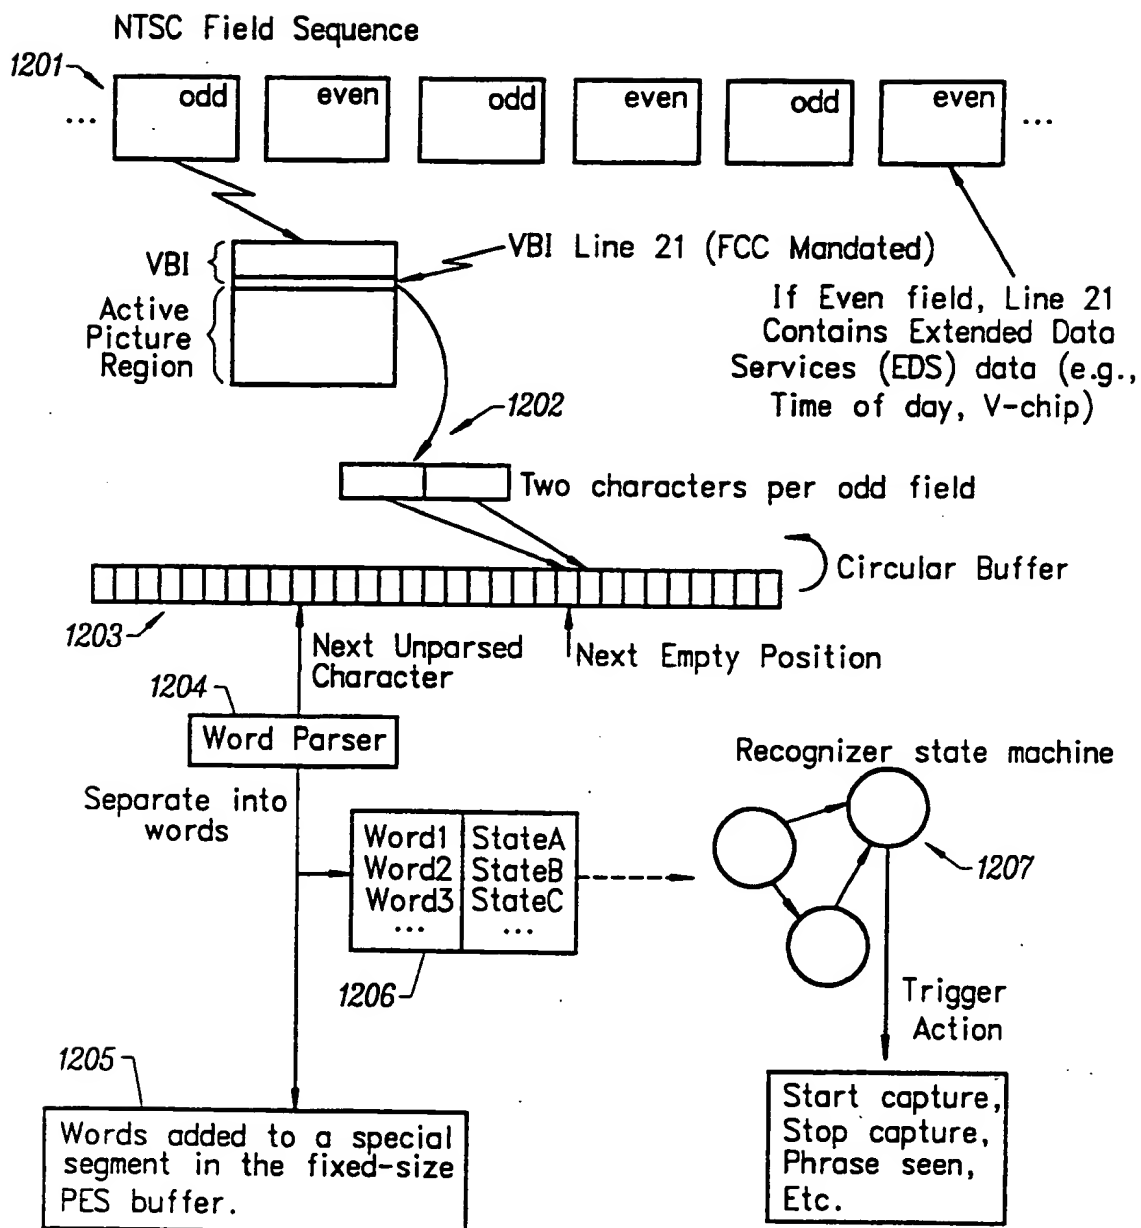 NTSC Field Sequence
1201
... odd even odd even odd even ...
VBI
VBI Line 21 (FCC Mandated)
Active
Picture
Region
If Even field, Line 21
Contains Extended Data
Services (EDS) data (e.g.,
Time of day, V-chip)
1202
Two characters per odd field
Circular Buffer
1203
Next Unparsed
Character
Next Empty Position
1204
Word Parser
Separate into
words
Recognizer state machine
Word1 StateA
Word2 StateB
Word3 StateC
... ...
1206
1207
Trigger
Action
1205
Words added to a special
segment in the fixed-size
PES buffer.
Start capture,
Stop capture,
Phrase seen,
Etc.